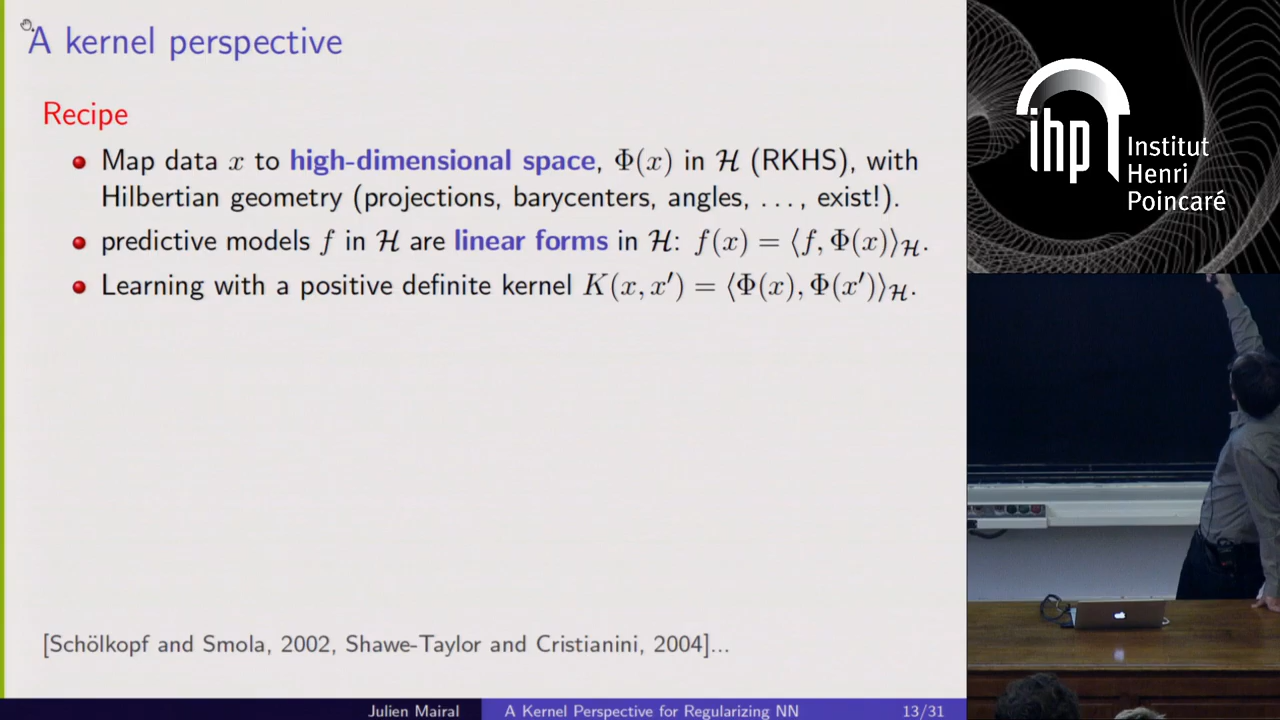 A kernel perspective
Recipe
Map data x to high-dimensional space, Φ(x) in ℋ (RKHS), with
Hilbertian geometry (projections, barycenters, angles, ..., exist!).
predictive models f in ℋ are linear forms in ℋ: f(x) = ⟨f, Φ(x)⟩ℋ.
Learning with a positive definite kernel K(x, x′) = ⟨Φ(x), Φ(x′)⟩ℋ.
[Schölkopf and Smola, 2002, Shawe-Taylor and Cristianini, 2004]...
Julien Mairal A Kernel Perspective for Regularizing NN 13/31
ihp
Institut
Henri
Poincaré